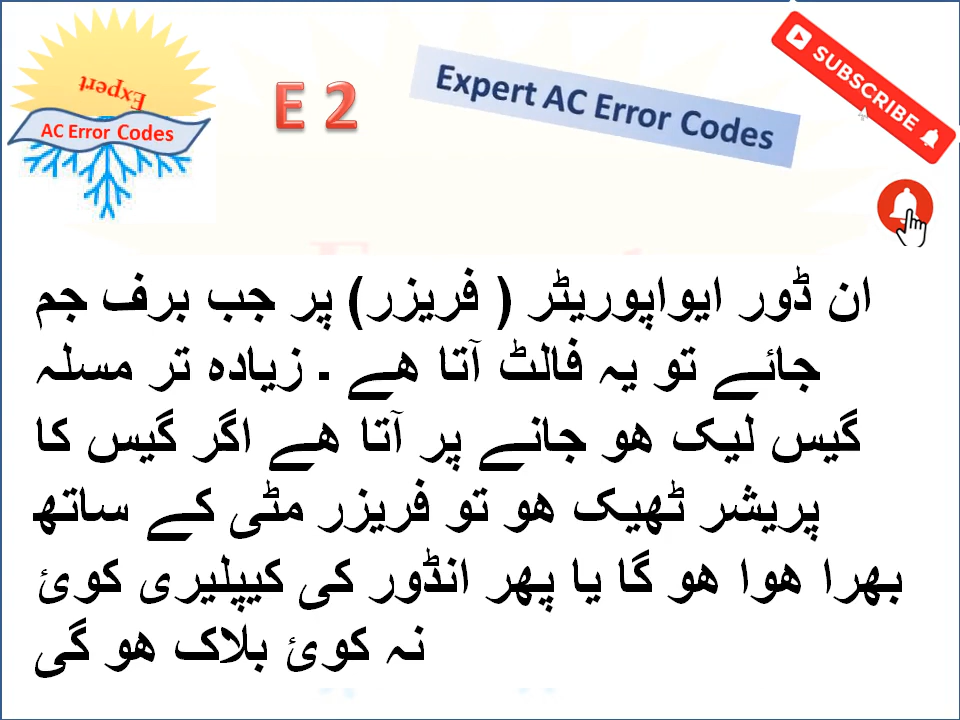 Expert
AC Error Codes
E 2
Expert AC Error Codes
SUBSCRIBE
ان ڈور ایواپوریٹر ( فریزر) پر جب برف جم
جائے تو یہ فالٹ آتا ھے ۔ زیادہ تر مسلہ
گیس لیک ھو جانے پر آتا ھے اگر گیس کا
پریشر ٹھیک ھو تو فریزر مٹی کے ساتھ
بھرا ھوا ھو گا یا پھر انڈور کی کیپلیری کوئ
نہ کوئ بلاک ھو گی